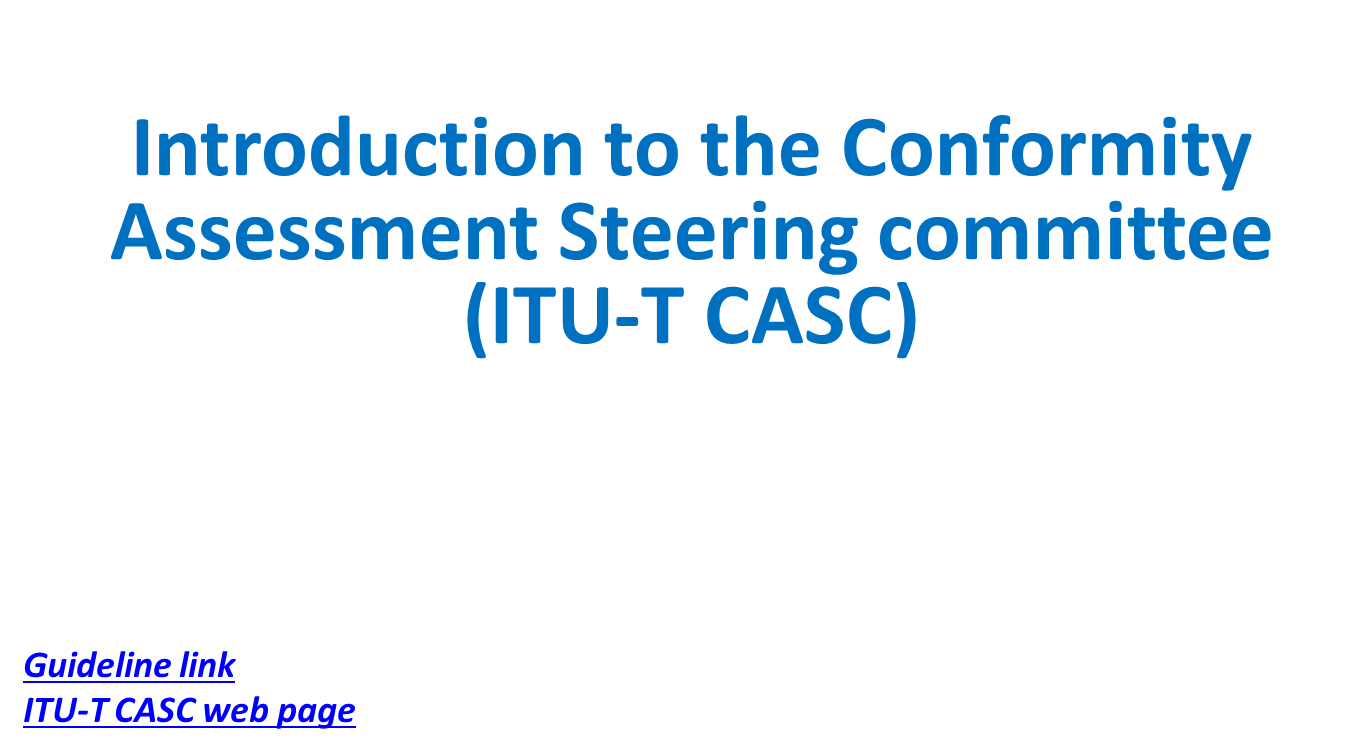 Introduction to the Conformity
Assessment Steering committee
(ITU-T CASC)
Guideline link
ITU-T CASC web page